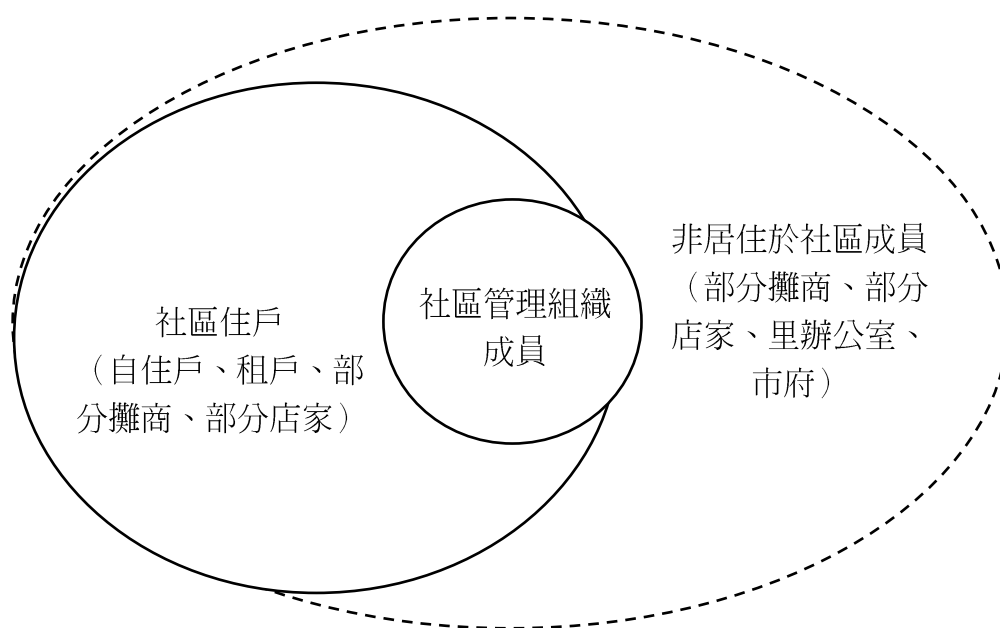 社區住戶
（自住戶、租戶、部
分攤商、部分店家）
社區管理組織
成員
非居住於社區成員
（部分攤商、部分
店家、里辦公室、
市府）